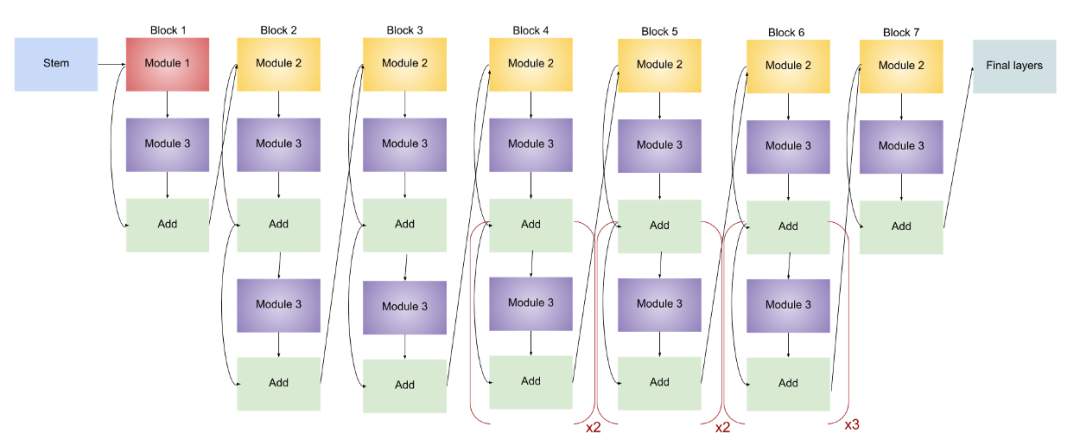 Block 1
Block 2
Block 3
Block 4
Block 5
Block 6
Block 7
Stem
Module 1
Module 2
Module 2
Module 2
Module 2
Module 2
Module 2
Final layers
Module 3
Module 3
Module 3
Module 3
Module 3
Module 3
Module 3
Add
Add
Add
Add
Add
Add
Add
Module 3
Module 3
Module 3
Module 3
Module 3
Add
Add
Add
Add
Add
x2
x2
x3